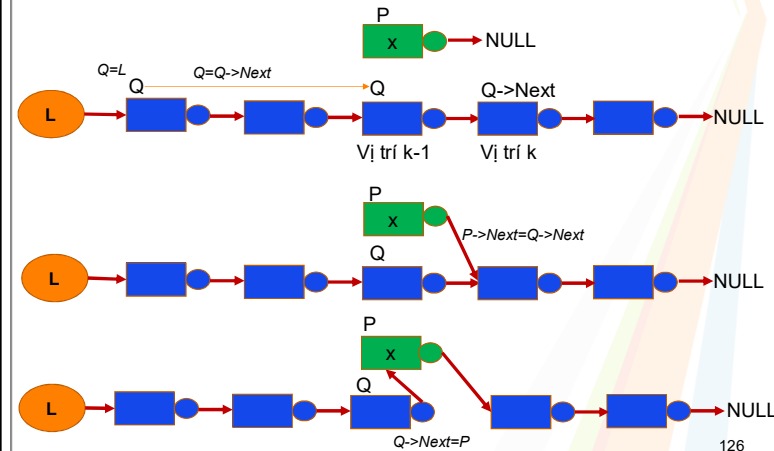 P
x
NULL
Q=L
Q
Q=Q->Next
Q
Q->Next
L
NULL
Vị trí k-1
Vị trí k
P
x
P->Next=Q->Next
Q
L
NULL
P
x
Q
L
NULL
Q->Next=P
126